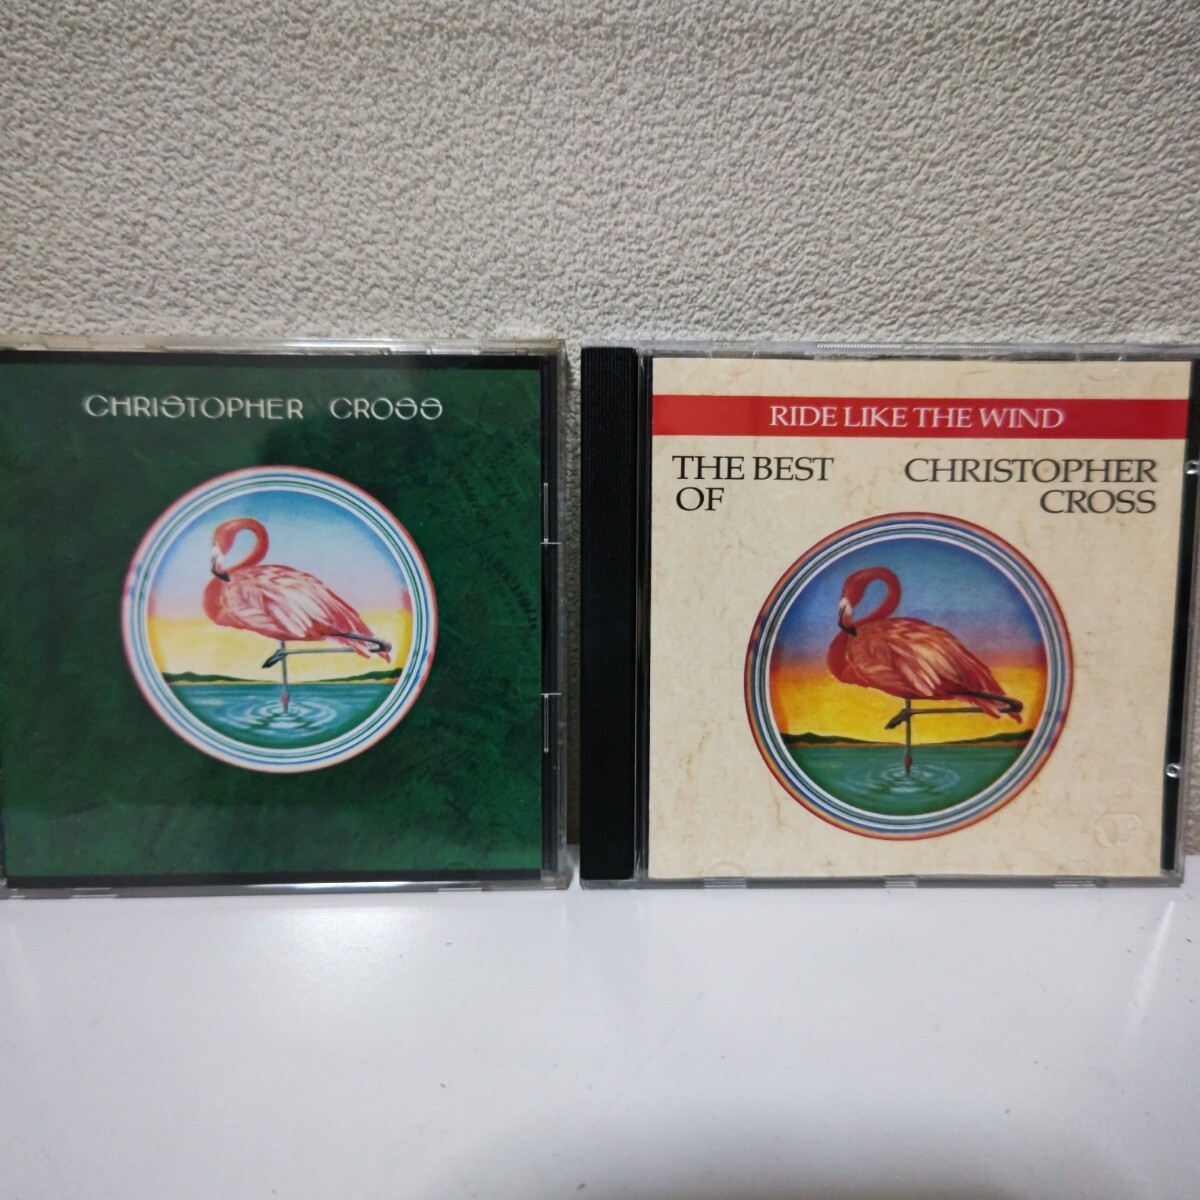 CHRISTOPHER CROSS
RIDE LIKE THE WIND
THE BEST OF
CHRISTOPHER CROSS